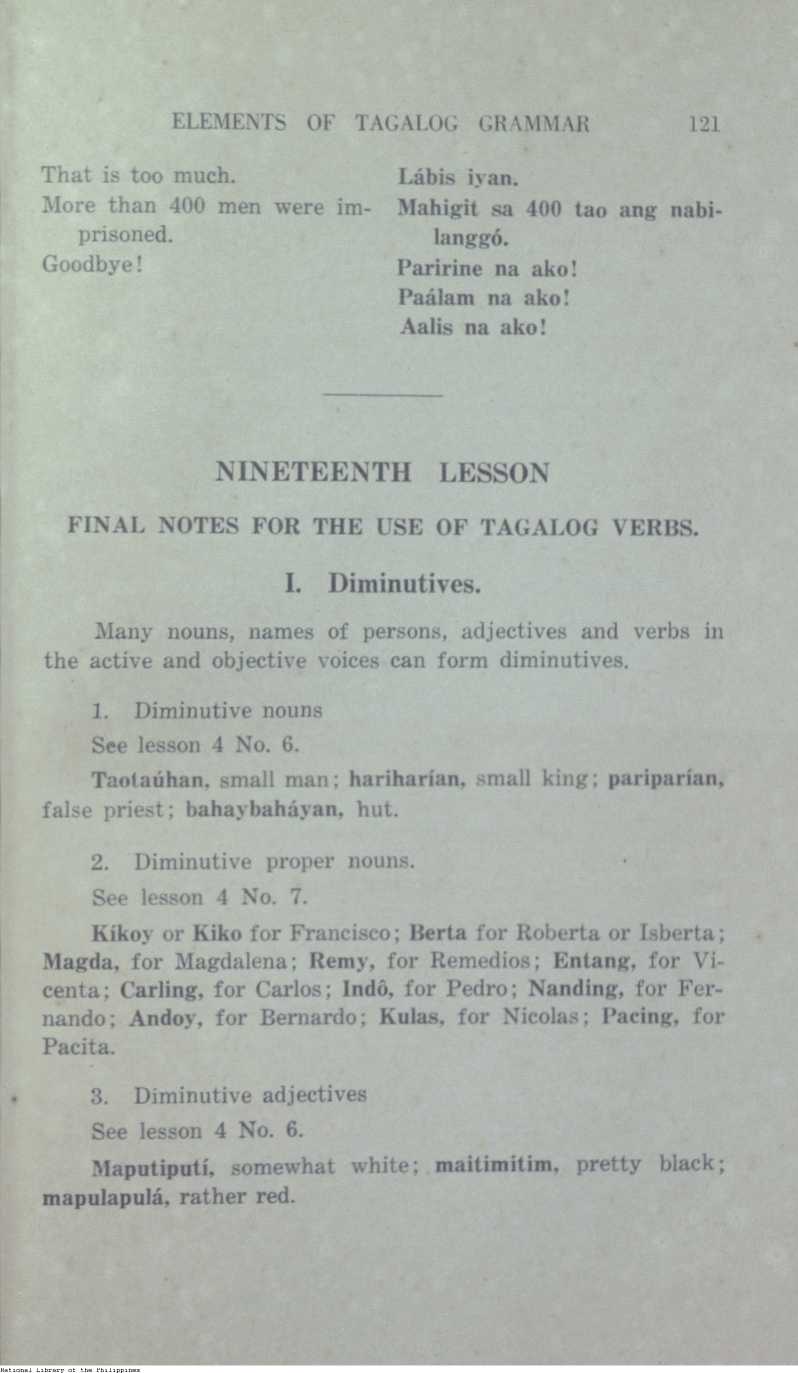 ELEMENTS OF TAGALOG GRAMMAR 121
That is too much. Lábis iyan.
More than 400 men were im- Mahigit sa 400 tao ang nabi-
prisoned. langgó.
Goodbye! Paririne na ako!
Paálam na ako!
Aalis na ako!
NINETEENTH LESSON
FINAL NOTES FOR THE USE OF TAGALOG VERBS.
I. Diminutives.
Many nouns, names of persons, adjectives and verbs in
the active and objective voices can form diminutives.
1. Diminutive nouns
See lesson 4 No. 6.
Taotaúhan, small man; hariharían, small king; pariparían,
false priest; bahaybaháyan, hut.
2. Diminutive proper nouns.
See lesson 4 No. 7.
Kíkoy or Kiko for Francisco; Berta for Roberta or Isberta;
Magda, for Magdalena; Remy, for Remedios; Entang, for Vi-
centa; Carling, for Carlos; Indô, for Pedro; Nanding, for Fer-
nando; Andoy, for Bernardo; Kulas, for Nicolas; Pacing, for
Pacita.
3. Diminutive adjectives
See lesson 4 No. 6.
Maputiputí, somewhat white; maitimitim, pretty black;
mapulapulá, rather red.
National Library of the Philippines